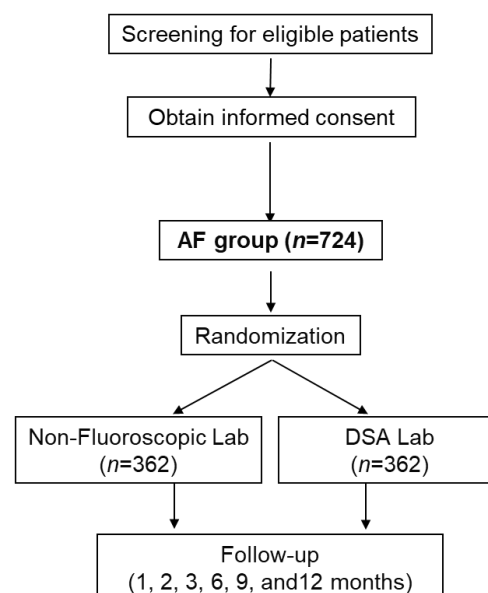 Screening for eligible patients
Obtain informed consent
AF group (n=724)
Randomization
Non-Fluoroscopic Lab
(n=362)
DSA Lab
(n=362)
Follow-up
(1, 2, 3, 6, 9, and12 months)